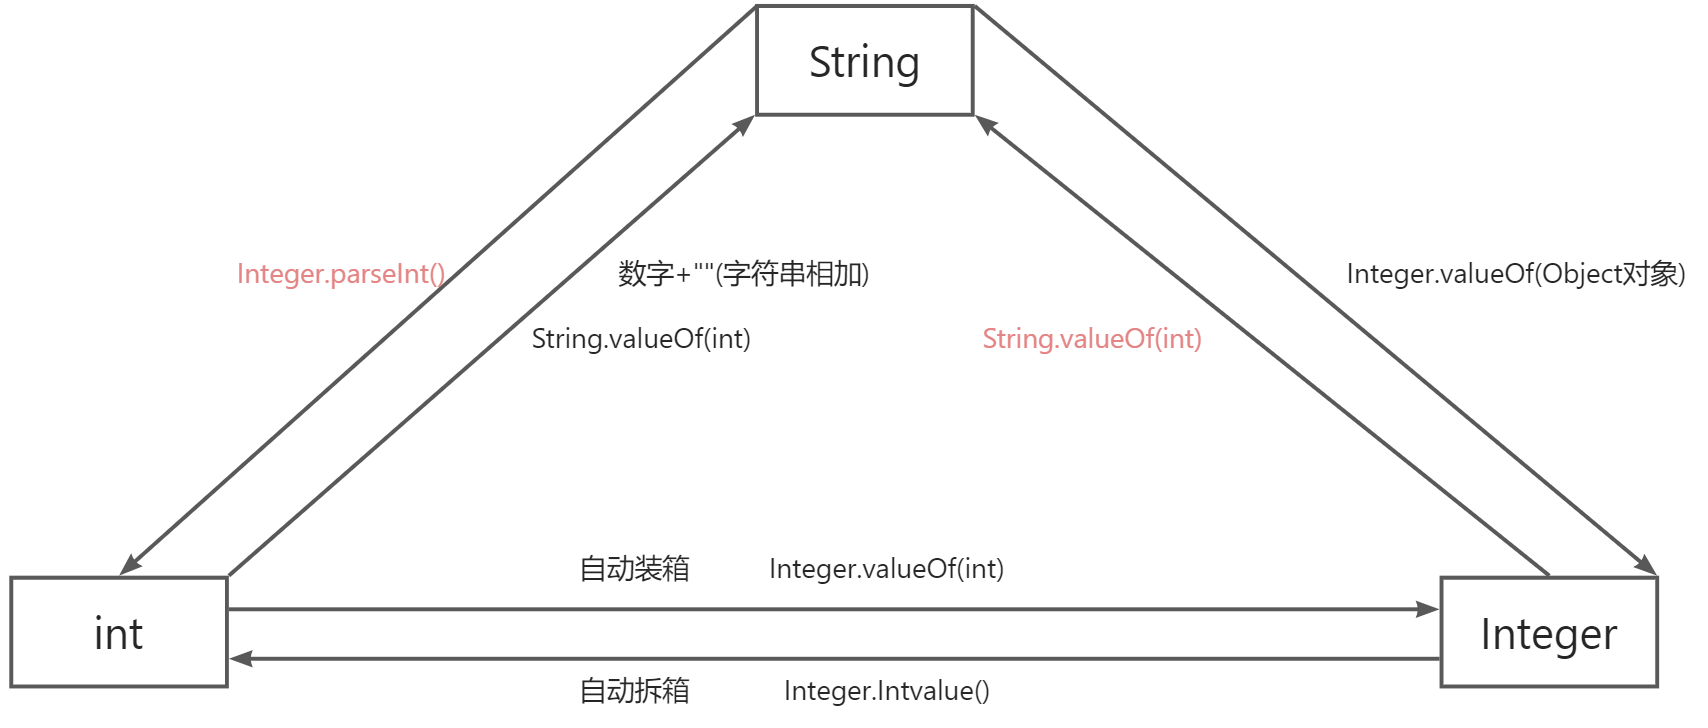 String
Integer.parseInt()
数字+""(字符串相加)
Integer.valueOf(Object对象)
String.valueOf(int)
String.valueOf(int)
自动装箱 Integer.valueOf(int)
int
Integer
自动拆箱 Integer.Intvalue()